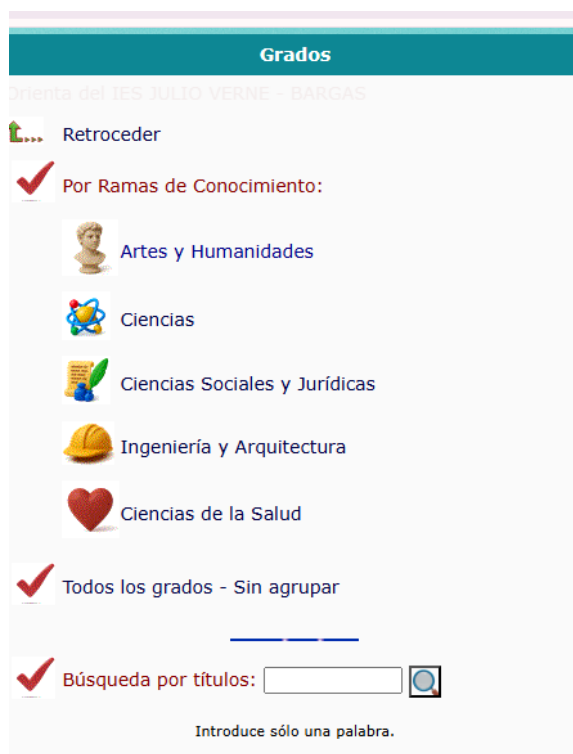 Grados
Orienta del IES JULIO VERNE - BARGAS
Retroceder
Por Ramas de Conocimiento:
Artes y Humanidades
Ciencias
Ciencias Sociales y Jurídicas
Ingeniería y Arquitectura
Ciencias de la Salud
Todos los grados - Sin agrupar
Búsqueda por títulos:
Introduce sólo una palabra.